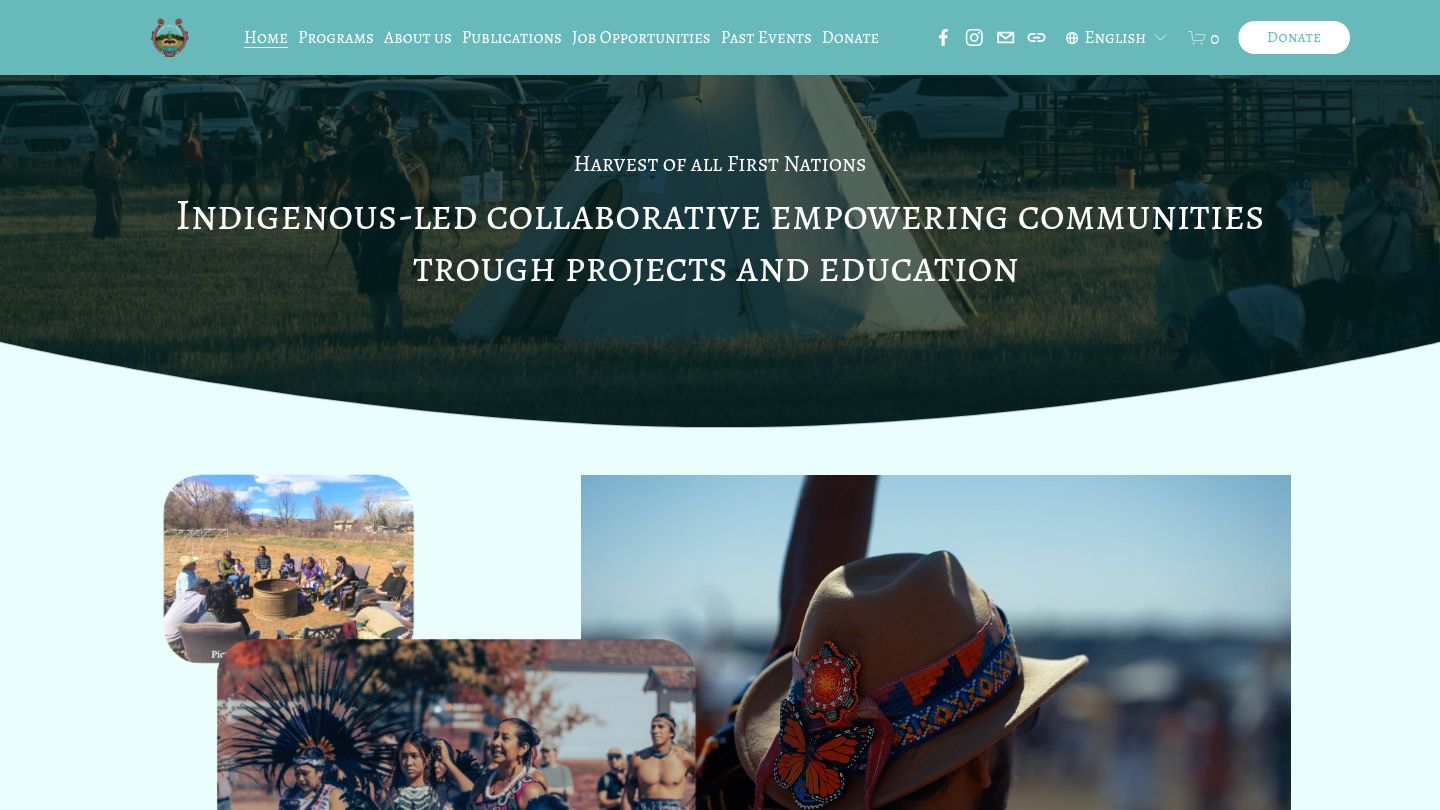 Home Programs About us Publications Job Opportunities Past Events Donate English 0 Donate
Harvest of all First Nations
Indigenous-led collaborative empowering communities
trough projects and education